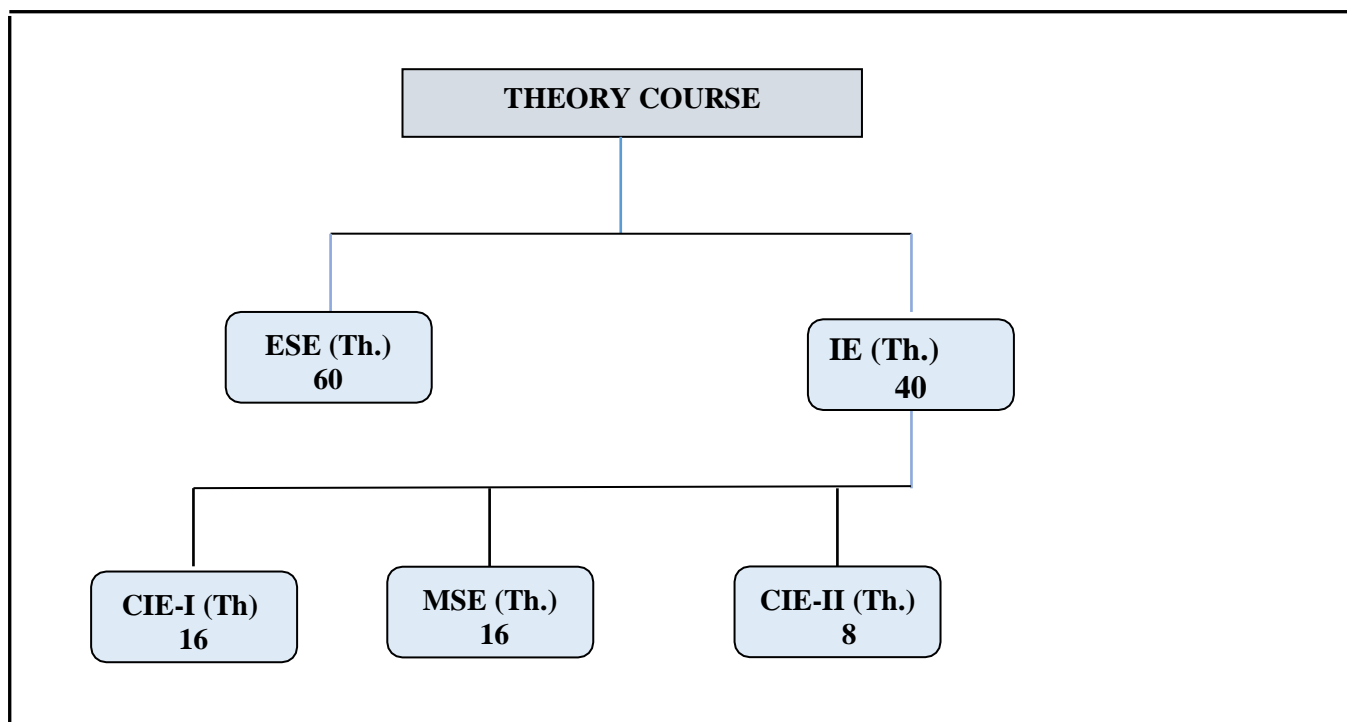 THEORY COURSE
ESE (Th.)
60
IE (Th.)
40
CIE-I (Th)
16
MSE (Th.)
16
CIE-II (Th.)
8